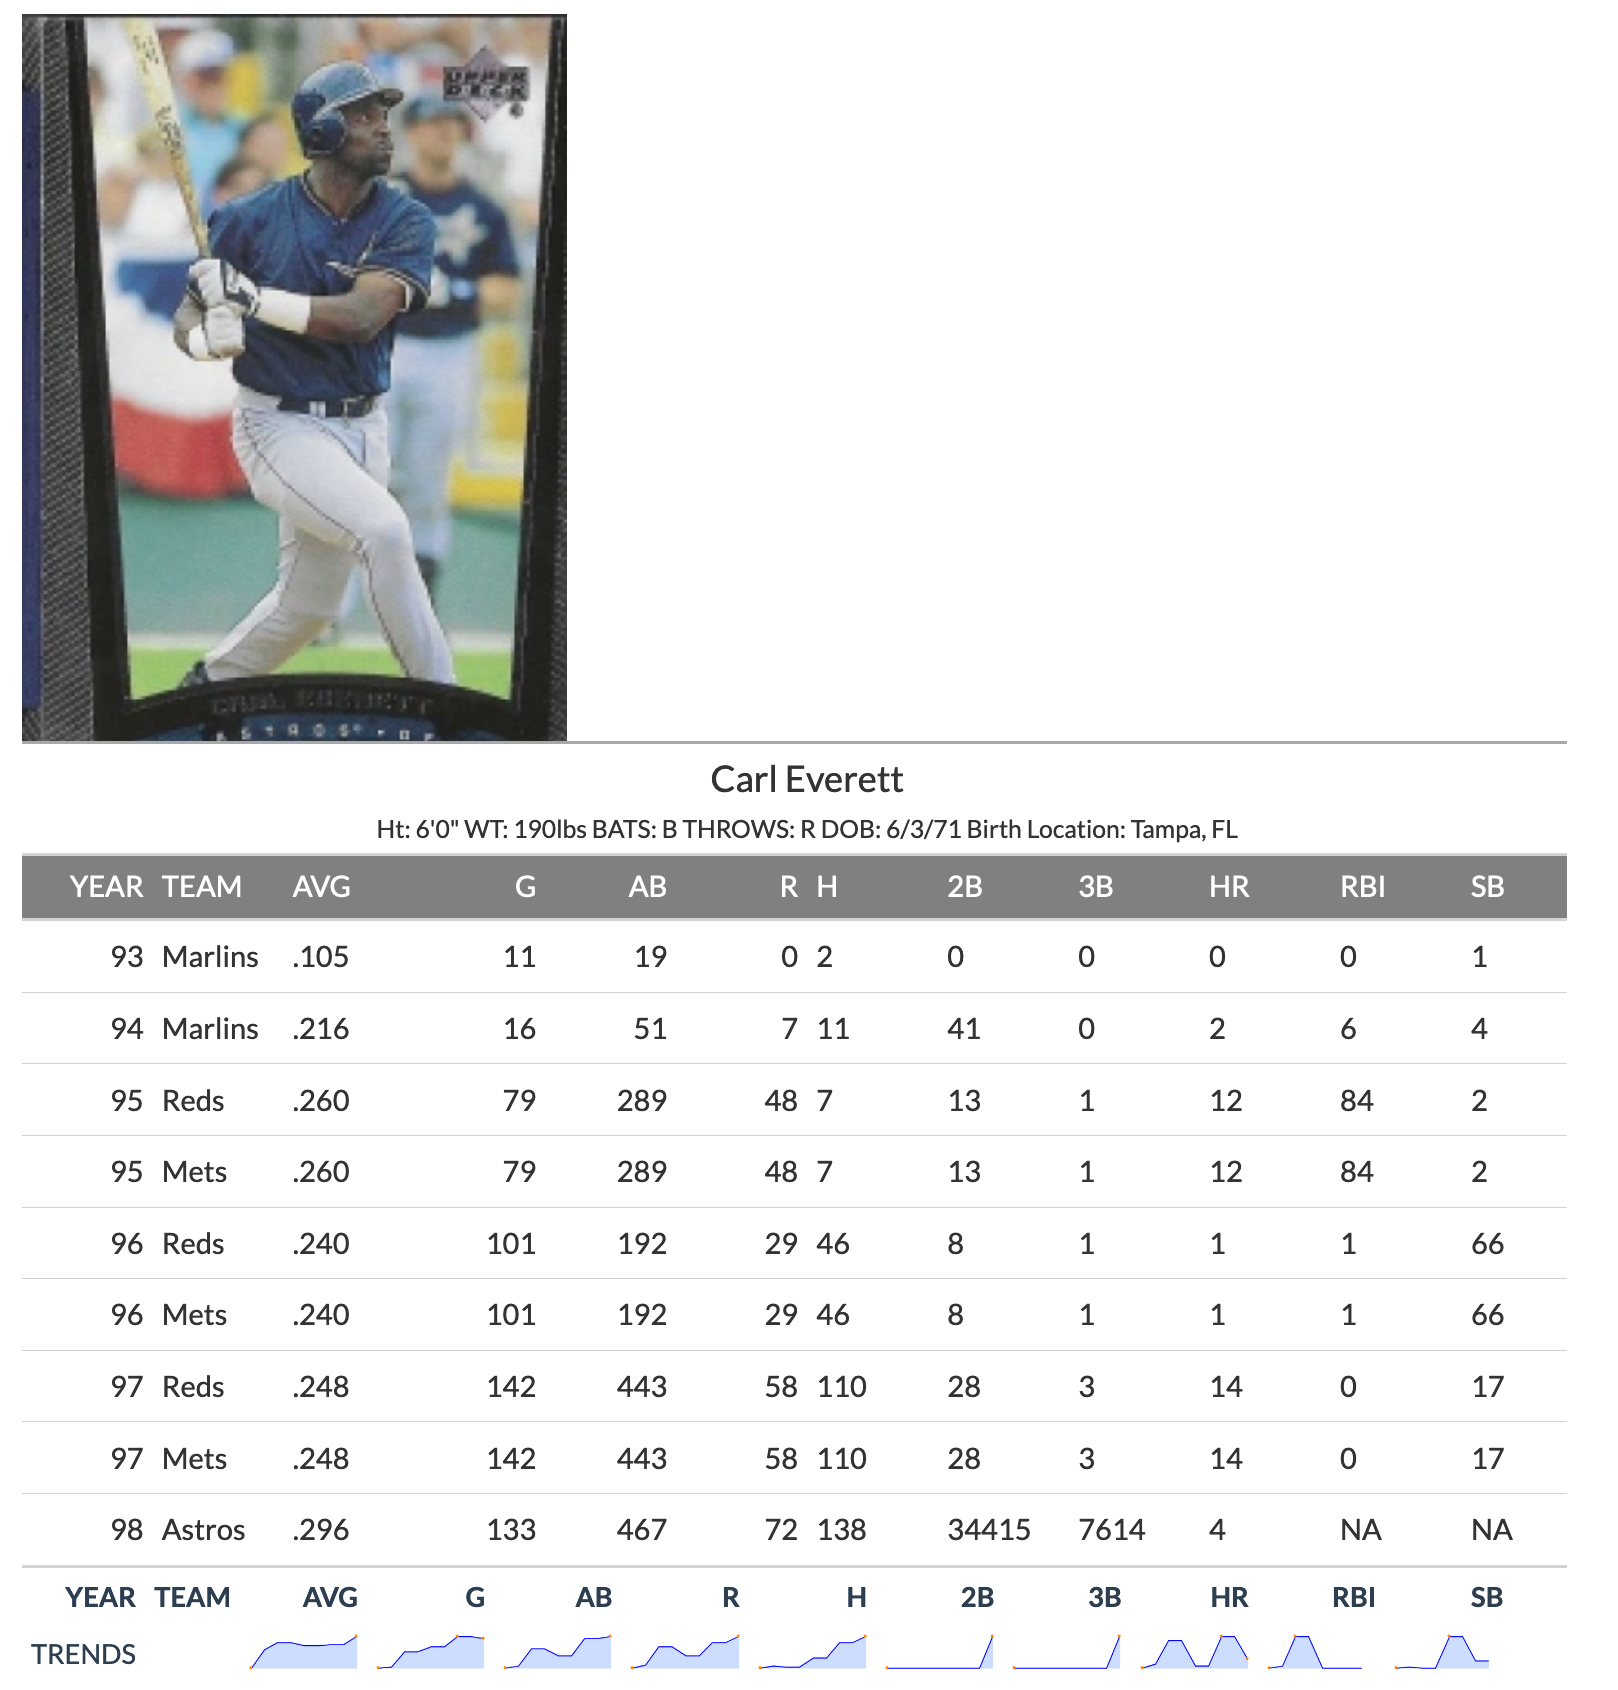 UPPER
DECK
CARL EVERETT
ASTROS • OF
Carl Everett
Ht: 6'0" WT: 190lbs BATS: B THROWS: R DOB: 6/3/71 Birth Location: Tampa, FL
YEAR TEAM AVG G AB R H 2B 3B HR RBI SB
93 Marlins .105 11 19 0 2 0 0 0 0 1
94 Marlins .216 16 51 7 11 41 0 2 6 4
95 Reds .260 79 289 48 7 13 1 12 84 2
95 Mets .260 79 289 48 7 13 1 12 84 2
96 Reds .240 101 192 29 46 8 1 1 1 66
96 Mets .240 101 192 29 46 8 1 1 1 66
97 Reds .248 142 443 58 110 28 3 14 0 17
97 Mets .248 142 443 58 110 28 3 14 0 17
98 Astros .296 133 467 72 138 34415 7614 4 NA NA
YEAR TEAM AVG G AB R H 2B 3B HR RBI SB
TRENDS